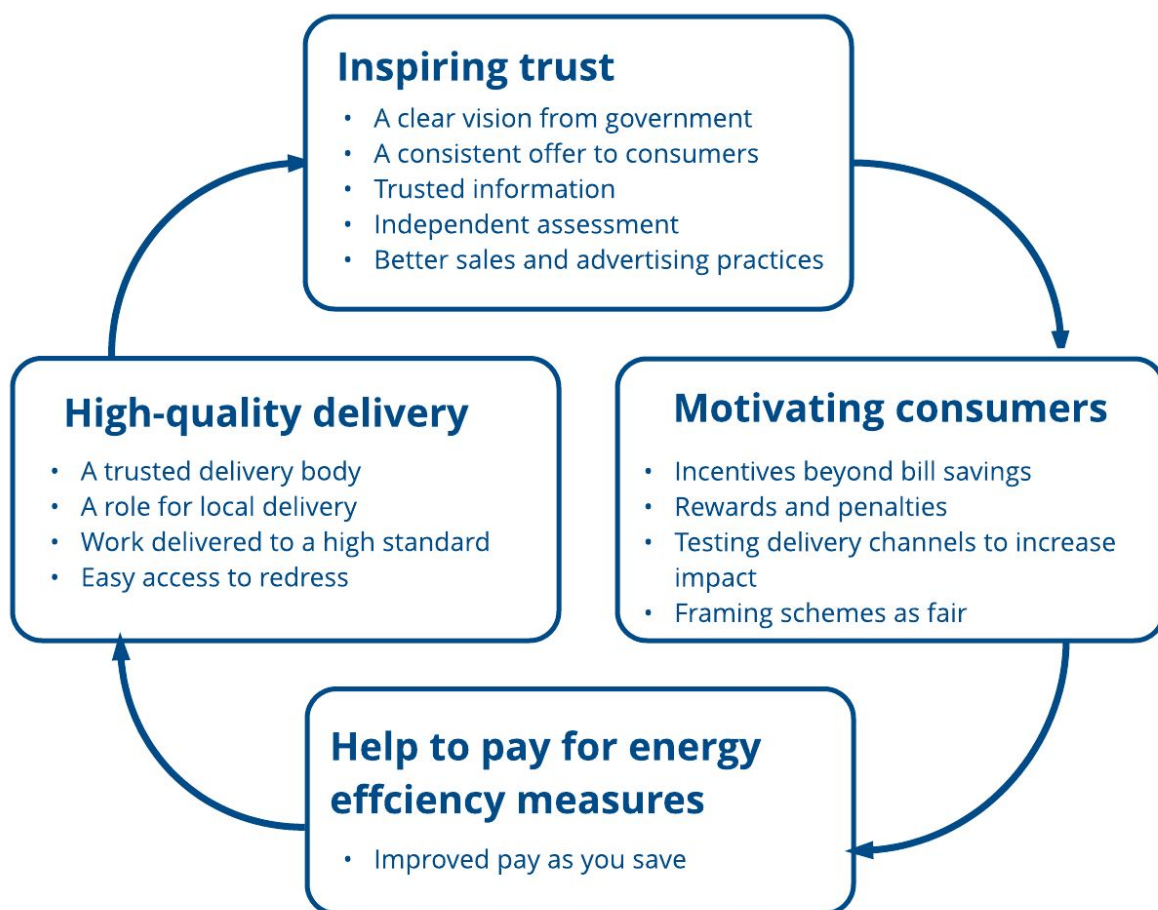 Inspiring trust
• A clear vision from government
• A consistent offer to consumers
• Trusted information
• Independent assessment
• Better sales and advertising practices
Motivating consumers
• Incentives beyond bill savings
• Rewards and penalties
• Testing delivery channels to increase
impact
• Framing schemes as fair
Help to pay for energy
effciency measures
• Improved pay as you save
High-quality delivery
• A trusted delivery body
• A role for local delivery
• Work delivered to a high standard
• Easy access to redress